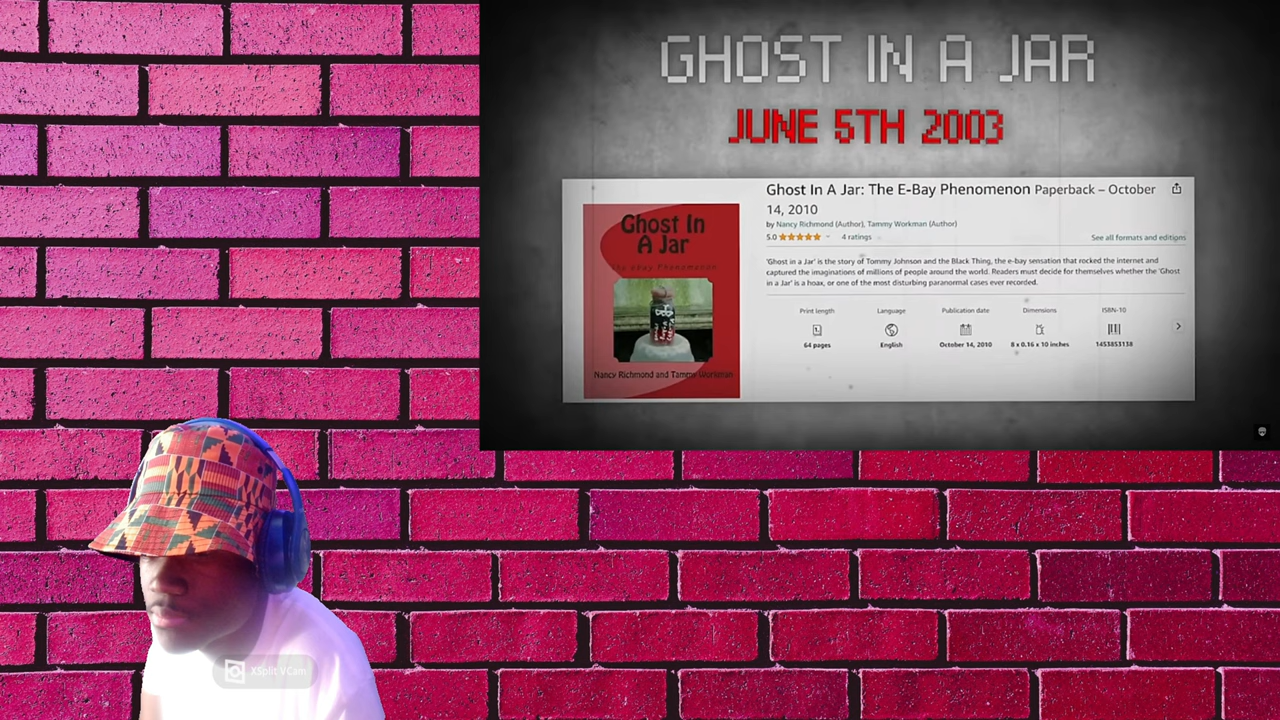 GHOST IN A JAR
JUNE 5TH 2003
Ghost In A Jar: The E-Bay Phenomenon Paperback – October
14, 2010
by Nancy Richmond (Author), Tammy Workman (Author)
5.0 4 ratings
See all formats and editions
'Ghost in a Jar' is the story of Tommy Johnson and the Black Thing, the e-bay sensation that rocked the internet and
captured the imaginations of millions of people around the world. Readers must decide for themselves whether the 'Ghost
in a Jar' is a hoax, or one of the most disturbing paranormal cases ever recorded.
Print length
Language
Publication date
Dimensions
ISBN-10
64 pages
English
October 14, 2010
8 x 0.16 x 10 inches
1453853138
Ghost In
A Jar
The eBay Phenomenon
Nancy Richmond and Tammy Workman
XSplit VCam